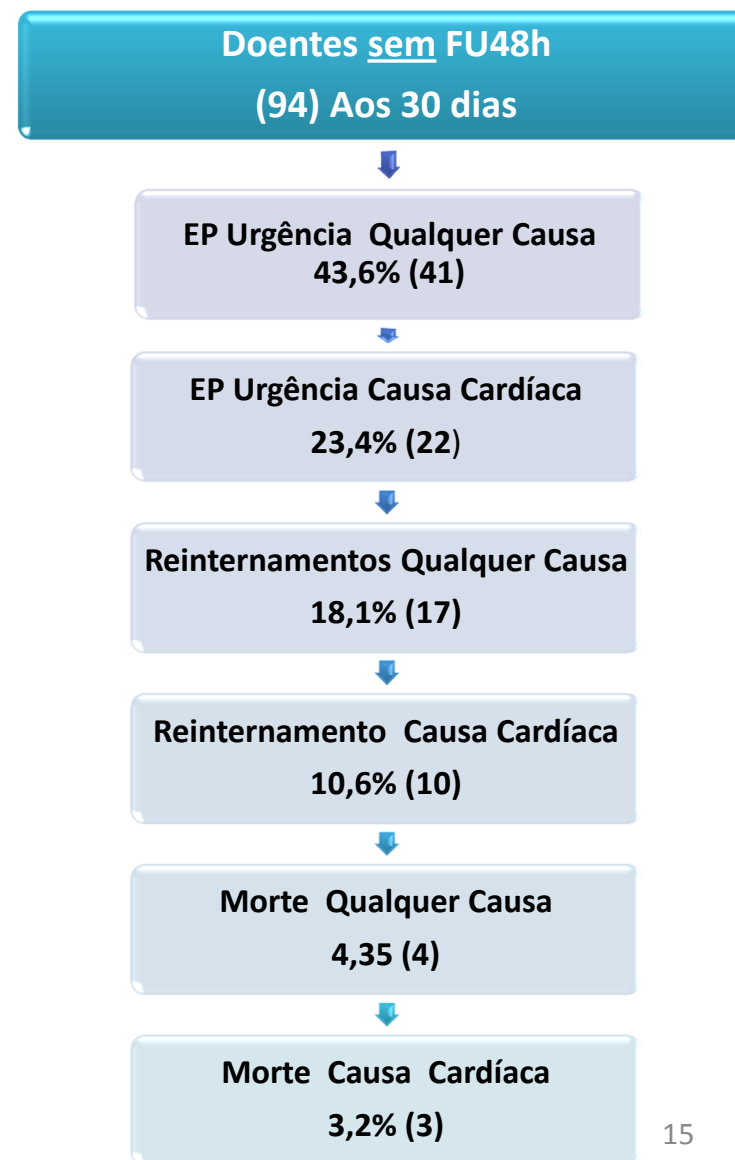 Doentes sem FU48h
(94) Aos 30 dias
EP Urgência Qualquer Causa
43,6% (41)
EP Urgência Causa Cardíaca
23,4% (22)
Reinternamentos Qualquer Causa
18,1% (17)
Reinternamento Causa Cardíaca
10,6% (10)
Morte Qualquer Causa
4,35 (4)
Morte Causa Cardíaca
3,2% (3)
15